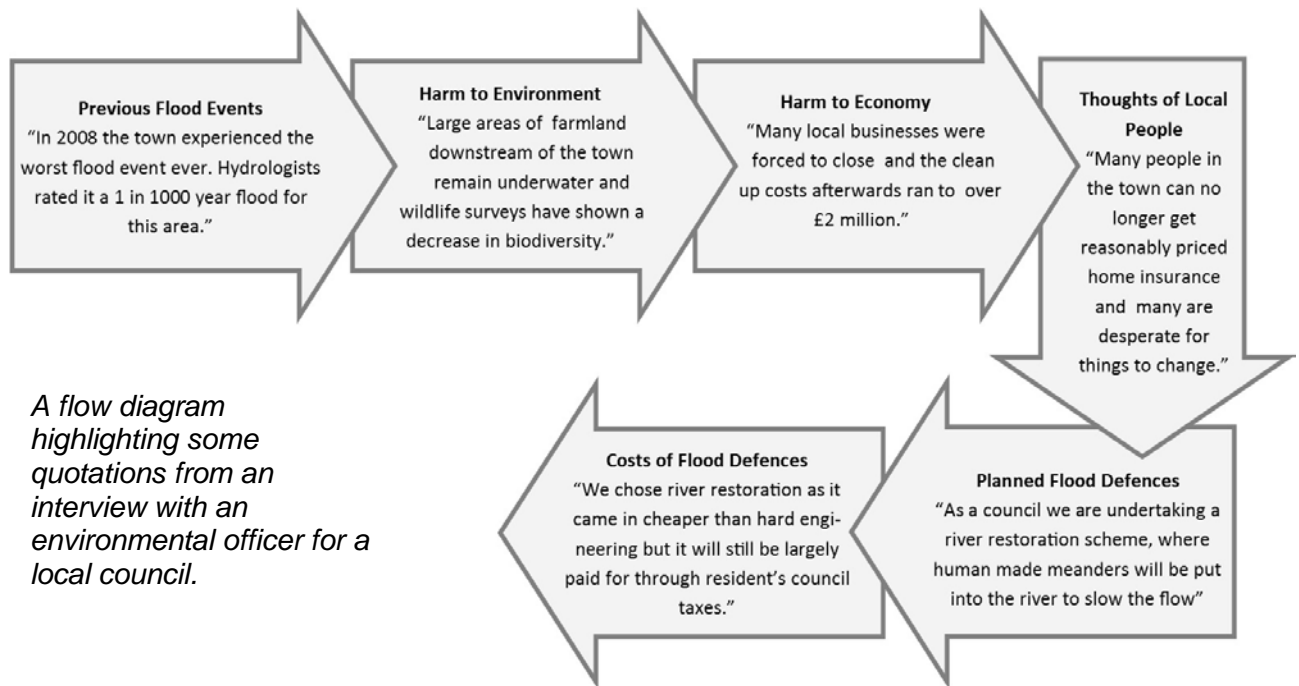 Previous Flood Events
“In 2008 the town experienced the
worst flood event ever. Hydrologists
rated it a 1 in 1000 year flood for
this area.”
Harm to Environment
“Large areas of farmland
downstream of the town
remain underwater and
wildlife surveys have shown a
decrease in biodiversity.”
Harm to Economy
“Many local businesses were
forced to close and the clean
up costs afterwards ran to over
£2 million.”
Thoughts of Local
People
“Many people in
the town can no
longer get
reasonably priced
home insurance
and many are
desperate for
things to change.”
Planned Flood Defences
“As a council we are undertaking a
river restoration scheme, where
human made meanders will be put
into the river to slow the flow”
Costs of Flood Defences
“We chose river restoration as it
came in cheaper than hard engi-
neering but it will still be largely
paid for through resident’s council
taxes.”
A flow diagram
highlighting some
quotations from an
interview with an
environmental officer for a
local council.